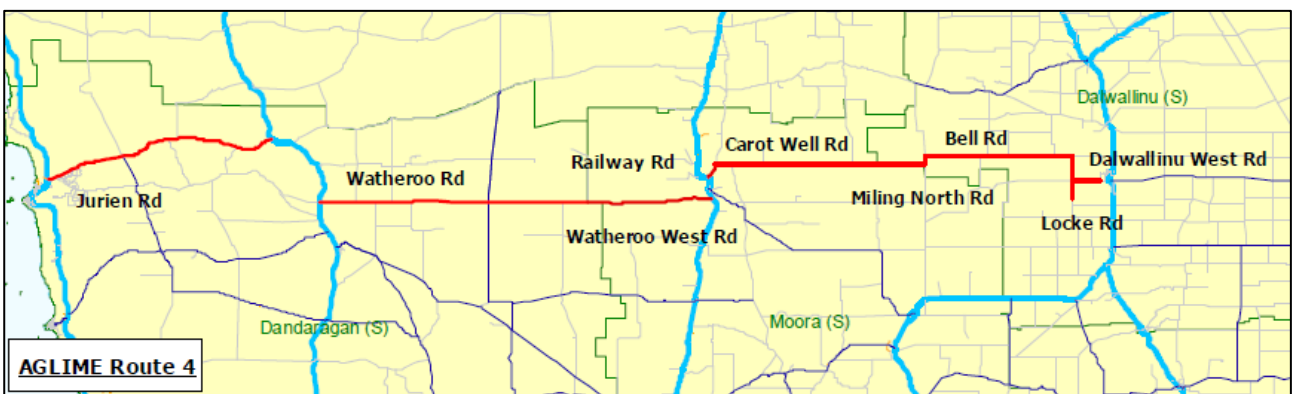 Dalwallinu (S)
Carot Well Rd
Bell Rd
Railway Rd
Dalwallinu West Rd
Watheroo Rd
Jurien Rd
Miling North Rd
Locke Rd
Watheroo West Rd
Dandaragan (S)
Moora (S)
AGLIME Route 4